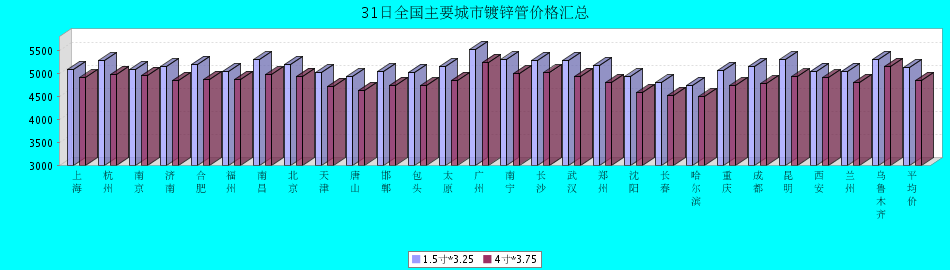 31日全国主要城市镀锌管价格汇总
5500
5000
4500
4000
3500
3000
上海 杭州 南京 济南 合肥 福州 南昌 北京 天津 唐山 邯郸 包头 太原 广州 南宁 长沙 武汉 郑州 沈阳 长春 哈尔滨 重庆 成都 昆明 西安 兰州 乌鲁木齐 平均价
1.5寸*3.25 4寸*3.75